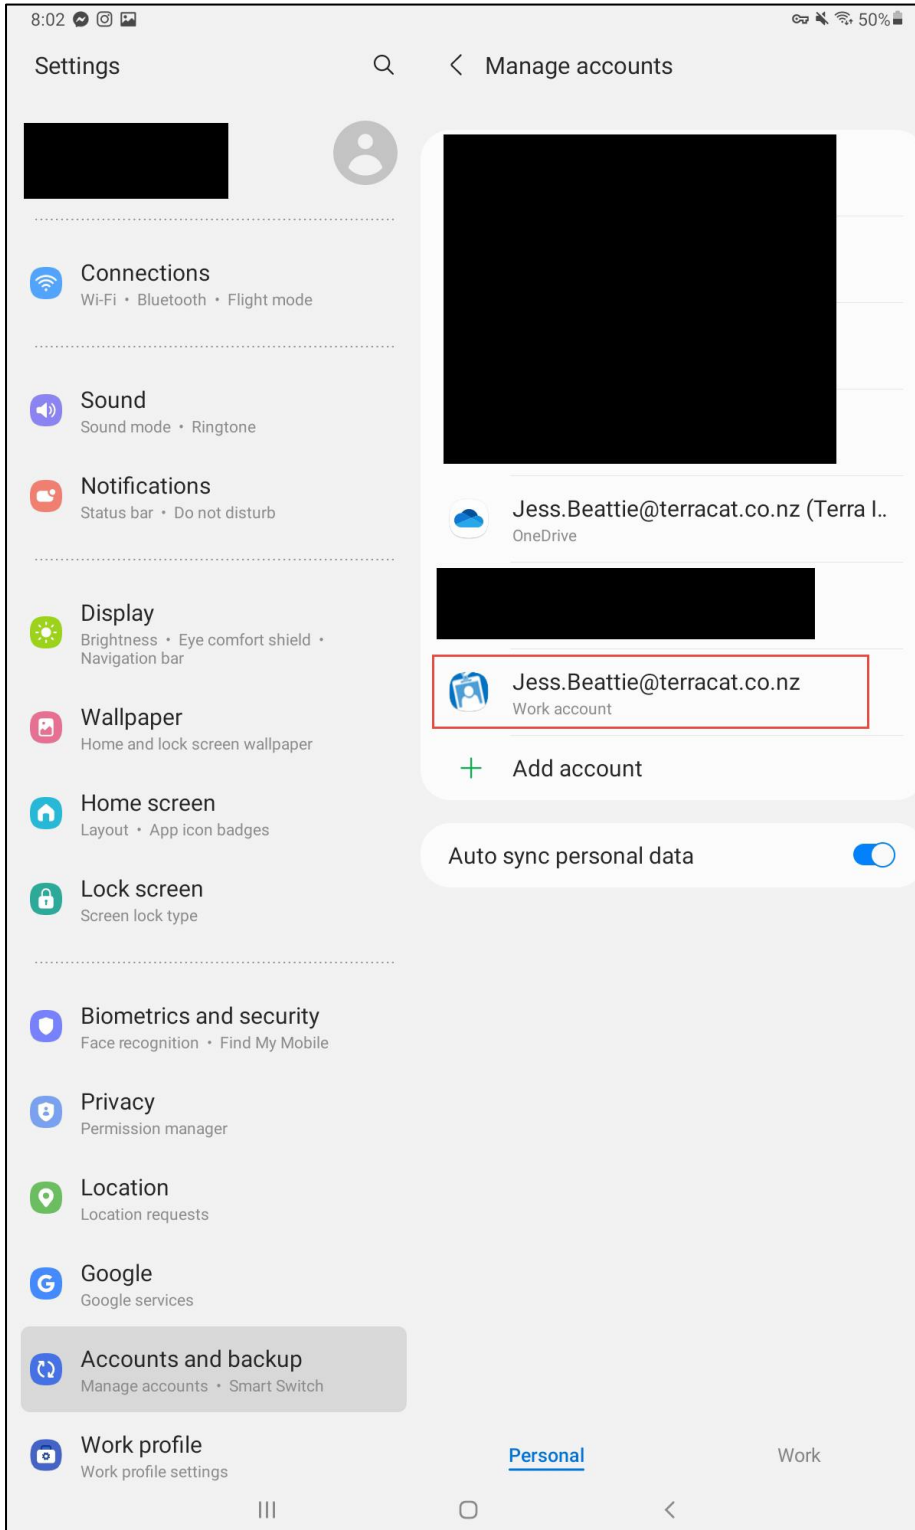 8:02
50%
Settings
Manage accounts
Connections
Wi-Fi • Bluetooth • Flight mode
Sound
Sound mode • Ringtone
Notifications
Status bar • Do not disturb
Display
Brightness • Eye comfort shield •
Navigation bar
Wallpaper
Home and lock screen wallpaper
Home screen
Layout • App icon badges
Lock screen
Screen lock type
Biometrics and security
Face recognition • Find My Mobile
Privacy
Permission manager
Location
Location requests
Google
Google services
Accounts and backup
Manage accounts • Smart Switch
Work profile
Work profile settings
Jess.Beattie@terracat.co.nz (Terra I..
OneDrive
Jess.Beattie@terracat.co.nz
Work account
Add account
Auto sync personal data
Personal
Work